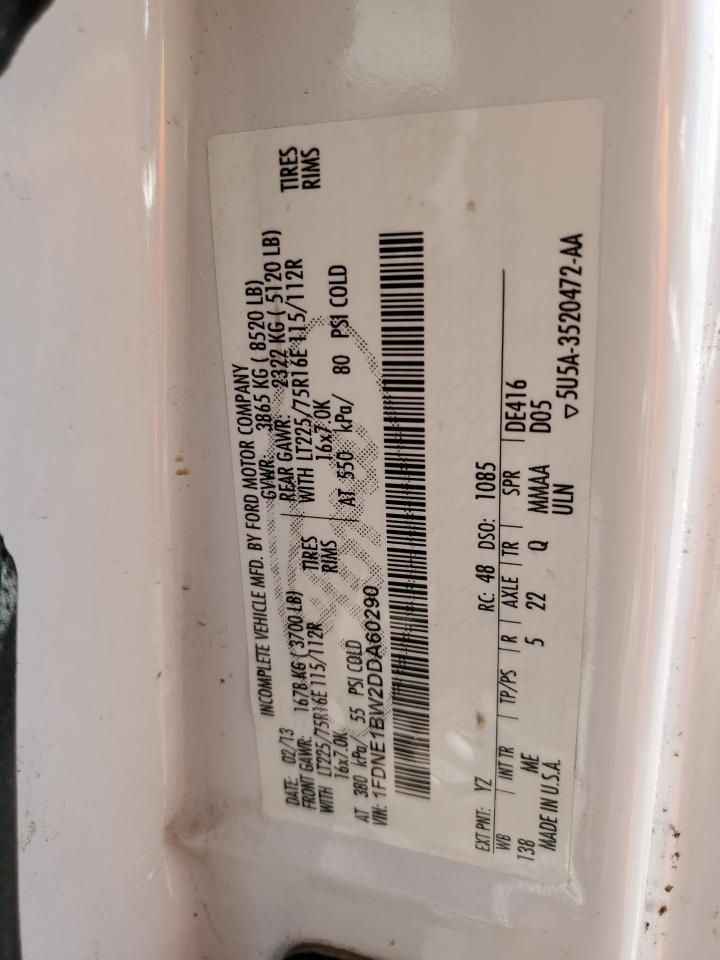 INCOMPLETE VEHICLE MFD. BY FORD MOTOR COMPANY
DATE: 02/13 GVWR: 3865 KG ( 8520 LB)
FRONT GAWR: 1678 KG ( 3700 LB) REAR GAWR: 2322 KG ( 5120 LB)
WITH LT225/75R16E 115/112R TIRES WITH LT225/75R16E 115/112R TIRES
16x7.0K RIMS 16x7.0K RIMS
AT 380 kPa/ 55 PSI COLD AT 550 kPa/ 80 PSI COLD
VIN: 1FDNE1BW2DDA60290
EXT PNT: YZ RC: 48 DSO: 1085
WB INT TR TP/PS R AXLE TR SPR DE416
138 ME 5 22 Q MMAA D05
MADE IN U.S.A. ULN
▽5U5A-3520472-AA